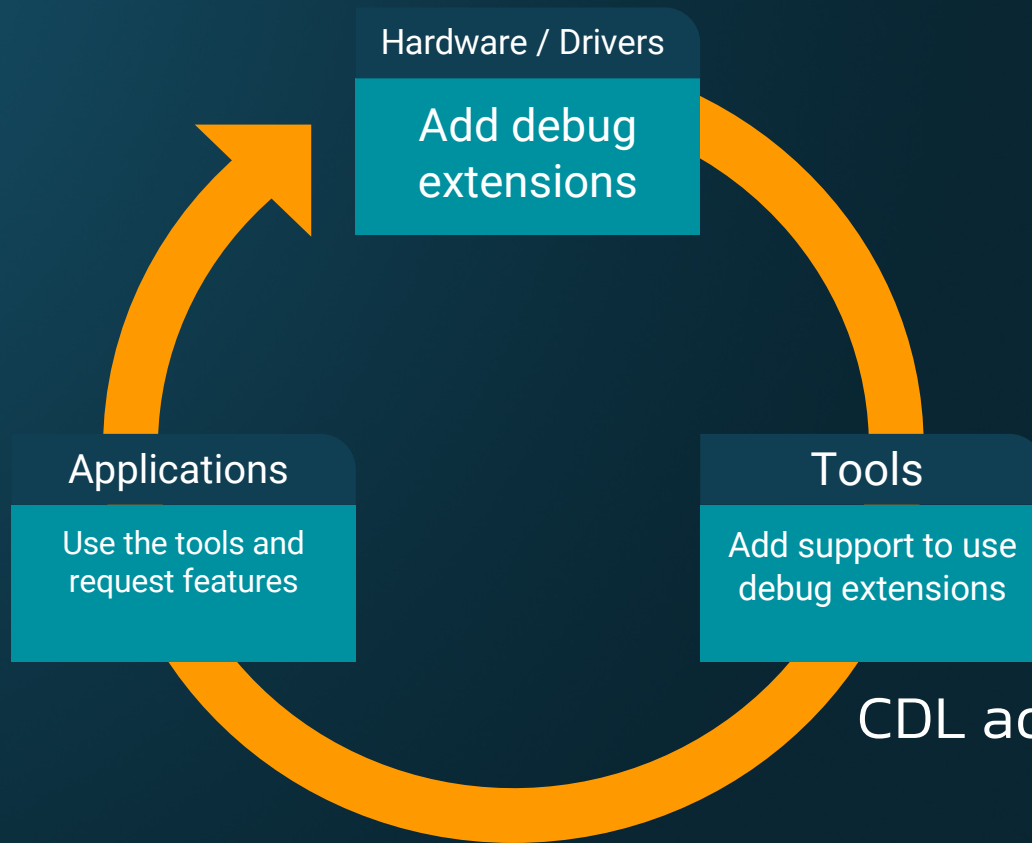 Hardware / Drivers
Add debug
extensions
Applications
Use the tools and
request features
Tools
Add support to use
debug extensions
CDL